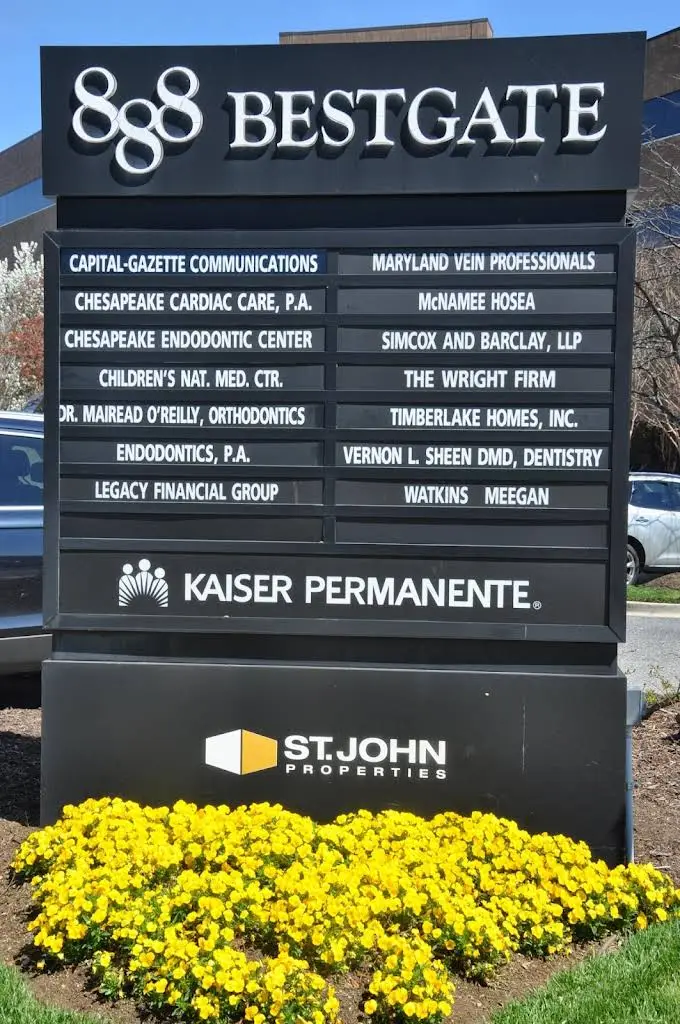 888 BESTGATE
CAPITAL-GAZETTE COMMUNICATIONS
CHESAPEAKE CARDIAC CARE, P.A.
CHESAPEAKE ENDODONTIC CENTER
CHILDREN'S NAT. MED. CTR.
DR. MAIREAD O'REILLY, ORTHODONTICS
ENDODONTICS, P.A.
LEGACY FINANCIAL GROUP
MARYLAND VEIN PROFESSIONALS
McNAMEE HOSEA
SIMCOX AND BARCLAY, LLP
THE WRIGHT FIRM
TIMBERLAKE HOMES, INC.
VERNON L. SHEEN DMD, DENTISTRY
WATKINS MEEGAN
KAISER PERMANENTE®
ST. JOHN
PROPERTIES